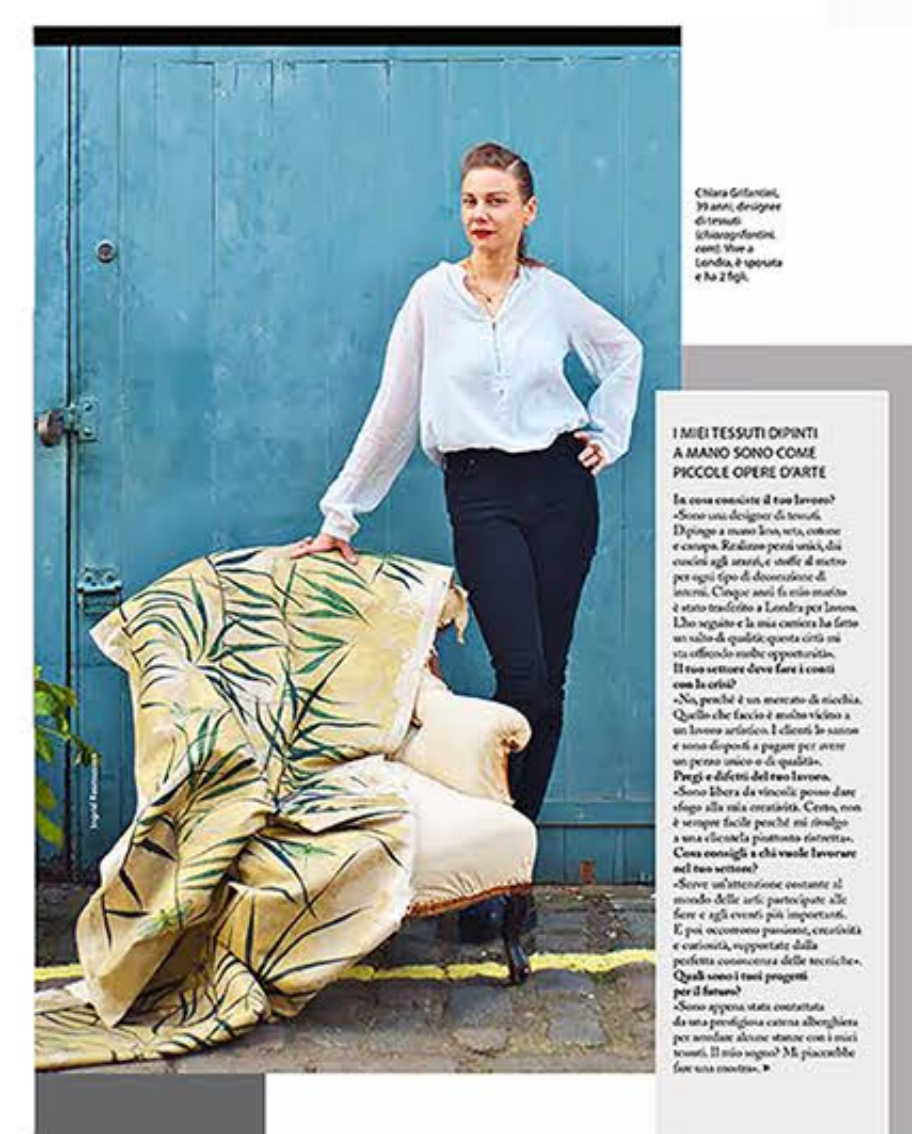 Chiara Grifantini,
39 anni, designer
di tessuti
(chiaragrifantini.
com). Vive a
Londra, è sposata
e ha 2 figli.
I MIEI TESSUTI DIPINTI
A MANO SONO COME
PICCOLE OPERE D'ARTE
In cosa consiste il tuo lavoro?
«Sono una designer di tessuti.
Dipingo a mano lino, seta, cotone
e canapa. Realizzo pezzi unici, dai
cuscini agli arazzi, e stoffe al metro
per ogni tipo di decorazione di
interni. Cinque anni fa mio marito
è stato trasferito a Londra per lavoro.
L'ho seguito e la mia carriera ha fatto
un salto di qualità: questa città mi
sta offrendo molte opportunità».
Il tuo settore deve fare i conti
con la crisi?
«No, perché è un mercato di nicchia.
Quello che faccio è molto vicino a
un lavoro artistico. I clienti lo sanno
e sono disposti a pagare per avere
un pezzo unico o di qualità».
Pregi e difetti del tuo lavoro.
«Sono libera da vincoli: posso dare
sfogo alla mia creatività. Certo, non
è sempre facile perché mi rivolgo
a una clientela piuttosto ristretta».
Cosa consigli a chi vuole lavorare
nel tuo settore?
«Serve un'attenzione costante al
mondo delle arti: partecipate alle
fiere e agli eventi più importanti.
E poi occorrono passione, creatività
e curiosità, supportate dalla
perfetta conoscenza delle tecniche».
Quali sono i tuoi progetti
per il futuro?
«Sono appena stata contattata
da una prestigiosa catena alberghiera
per arredare alcune stanze con i miei
tessuti. Il mio sogno? Mi piacerebbe
fare una mostra».
Ingrid